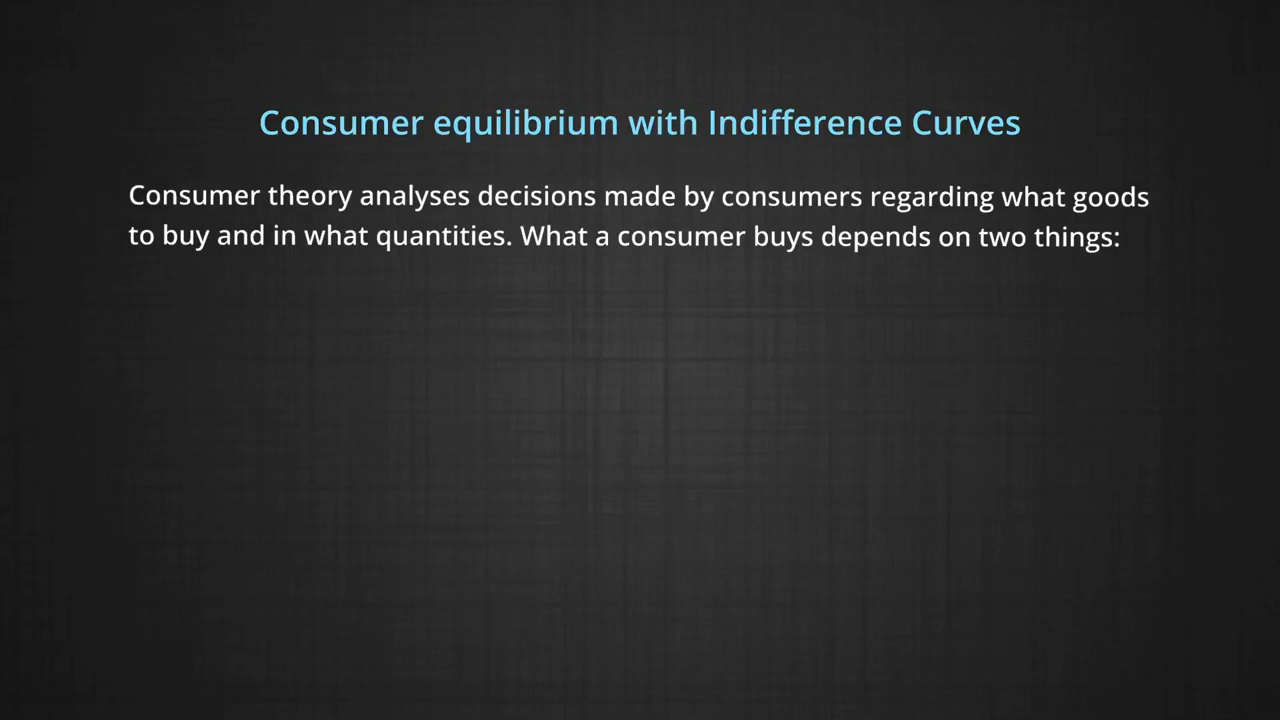 Consumer equilibrium with Indifference Curves
Consumer theory analyses decisions made by consumers regarding what goods
to buy and in what quantities. What a consumer buys depends on two things: